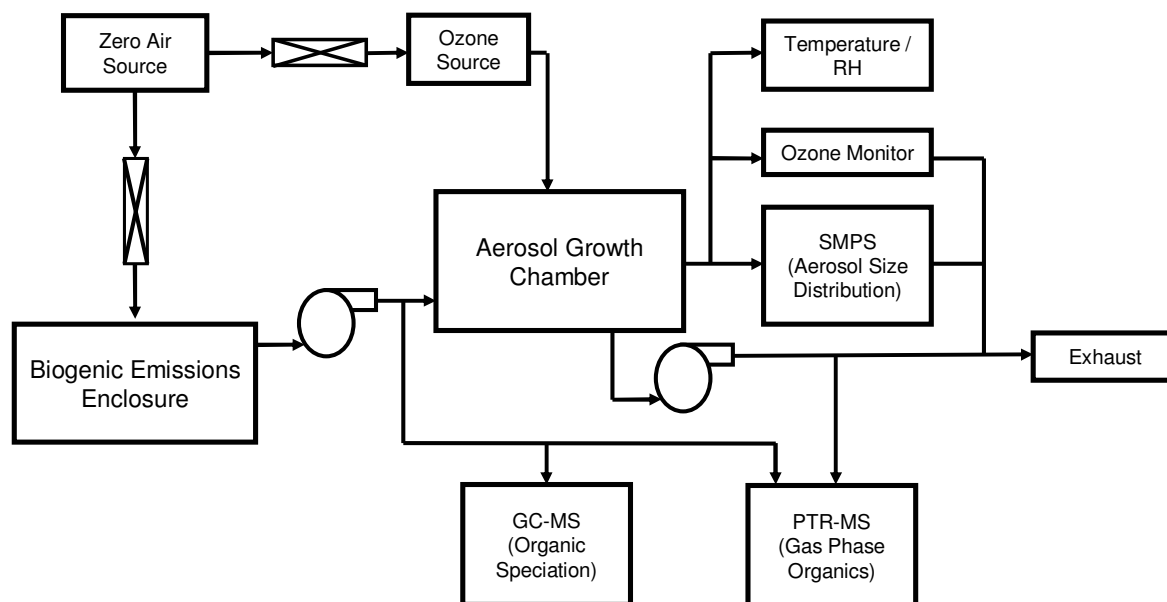 Zero Air
Source
Ozone
Source
Temperature /
RH
Ozone Monitor
Aerosol Growth
Chamber
SMPS
(Aerosol Size
Distribution)
Biogenic Emissions
Enclosure
Exhaust
GC-MS
(Organic
Speciation)
PTR-MS
(Gas Phase
Organics)